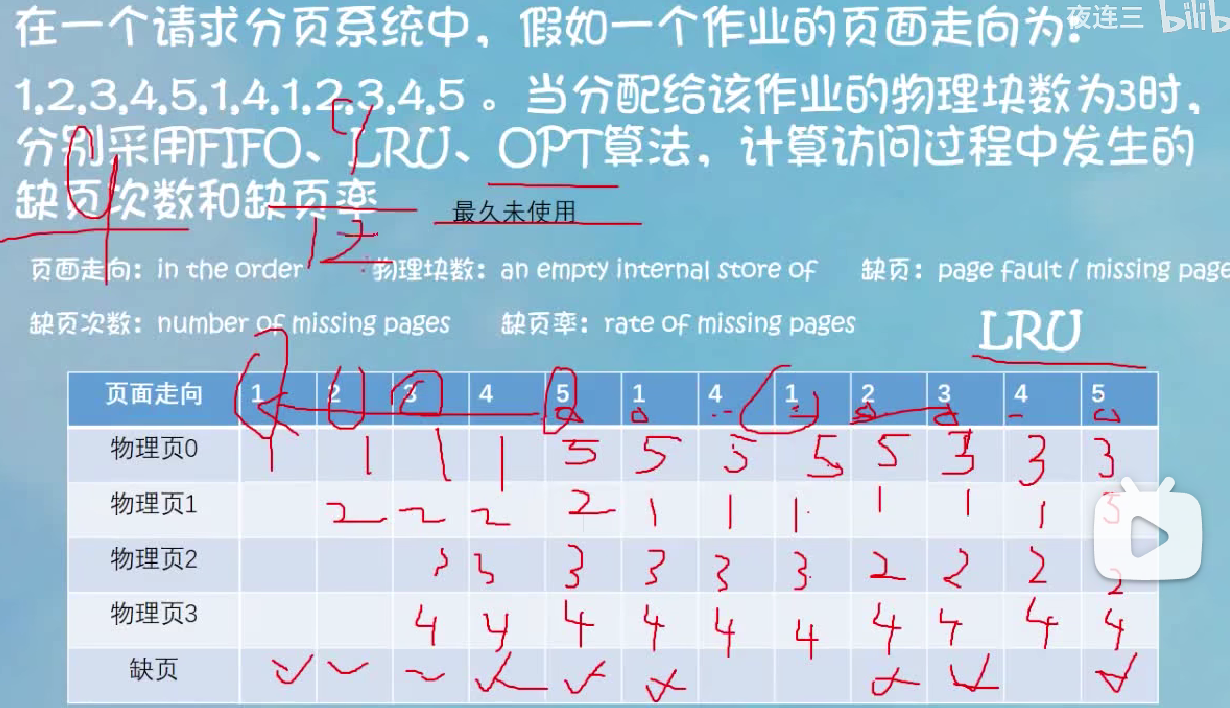 夜连三 bilib
在一个请求分页系统中，假如一个作业的页面走向为：
1,2,3,4,5,1,4,1,2,3,4,5 。当分配给该作业的物理块数为3时，
分别采用FIFO、LRU、OPT算法，计算访问过程中发生的
缺页次数和缺页率
最久未使用
9
12
页面走向：in the order 物理块数：an empty internal store of 缺页：page fault / missing page
缺页次数：number of missing pages 缺页率：rate of missing pages
LRU
页面走向 1 2 3 4 5 1 4 1 2 3 4 5
物理页0 1 1 1 1 5 5 5 5 5 3 3 3
物理页1 2 2 2 2 1 1 1 1 1 1 5
物理页2 3 3 3 3 3 3 2 2 2 2
物理页3 4 4 4 4 4 4 4 4 4 4
缺页